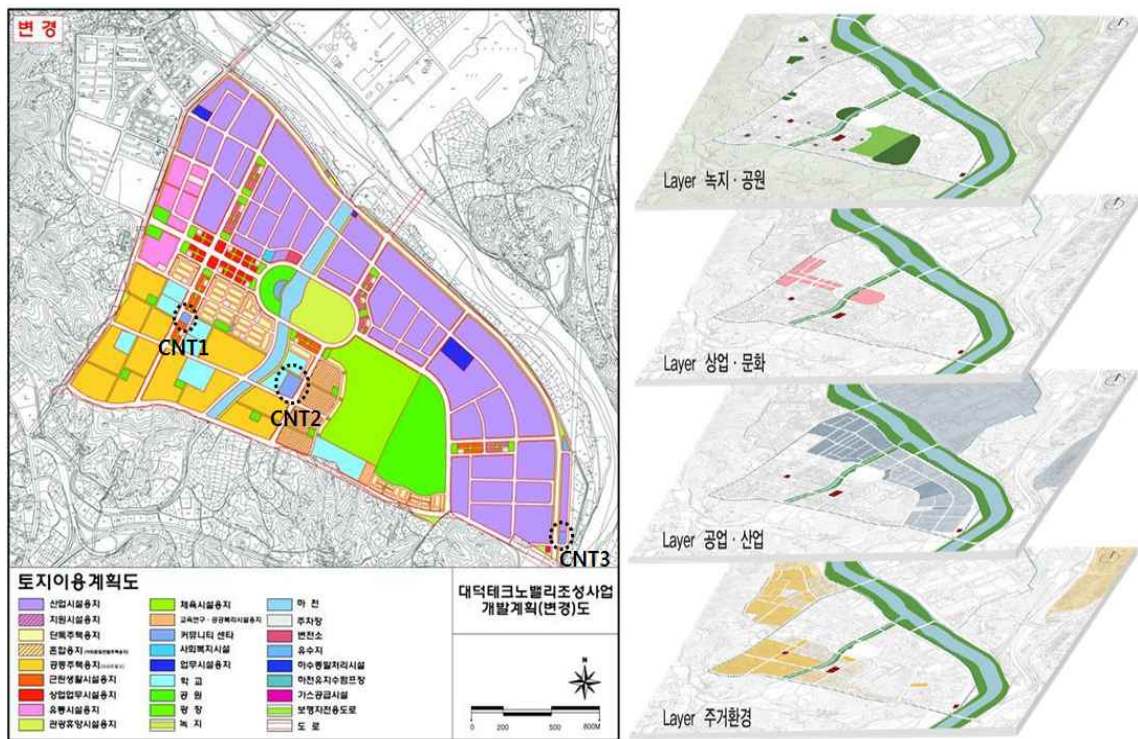 변 경
CNT1
CNT2
CNT3
토지이용계획도
산업시설용지
지원시설용지
단독주택용지
혼합용지
공동주택용지
근린생활시설용지
상업업무시설용지
유통시설용지
관광휴양시설용지
체육시설용지
교육연구·공공복리시설용지
커뮤니티 센타
사회복지시설
업무시설용지
학 교
공 원
광 장
녹 지
하 천
주차장
변전소
유수지
하수종말처리시설
하천유지수펌프장
가스공급시설
보행자전용도로
도 로
대덕테크노밸리조성사업
개발계획(변경)도
N
0 200 500 800M
Layer 녹지·공원
Layer 상업·문화
Layer 공업·산업
Layer 주거환경